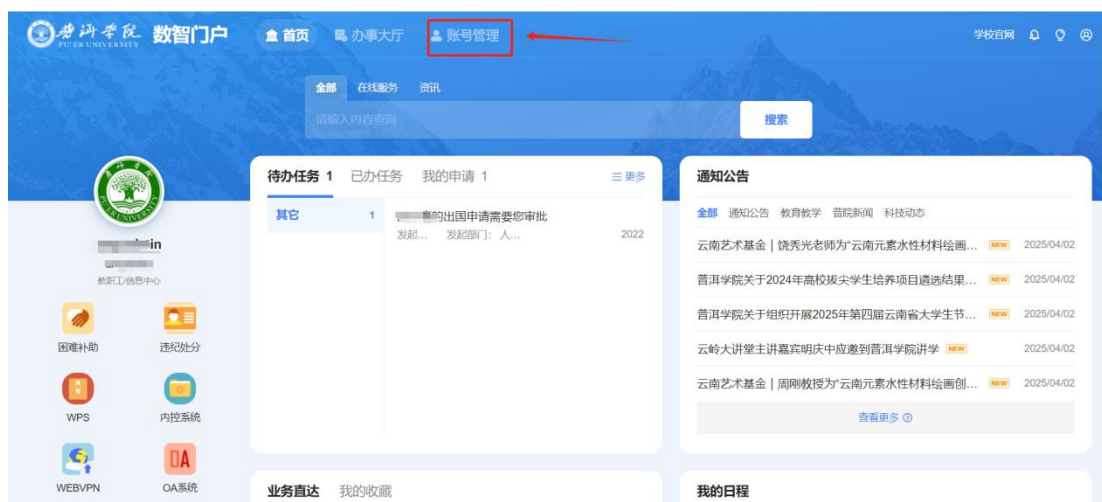 普洱学院 数智门户 首页 办事大厅 账号管理 学校官网
PU'ER UNIVERSITY
全部 在线服务 资讯
请输入内容查询 搜索
待办任务 1 已办任务 我的申请 1 更多
其它 1
的出国申请需要您审批
发起... 发起部门：人... 2022
in
教职工/信息中心
困难补助 违纪处分
WPS 内控系统
WEBVPN OA系统
通知公告
全部 通知公告 教育教学 普院新闻 科技动态
云南艺术基金 | 饶秀光老师为“云南元素水性材料绘画... NEW 2025/04/02
普洱学院关于2024年高校拔尖学生培养项目遴选结果... NEW 2025/04/02
普洱学院关于组织开展2025年第四届云南省大学生节... NEW 2025/04/02
云岭大讲堂主讲嘉宾明庆中应邀到普洱学院讲学 NEW 2025/04/02
云南艺术基金 | 周刚教授为“云南元素水性材料绘画创... NEW 2025/04/02
查看更多
业务直达 我的收藏
我的日程